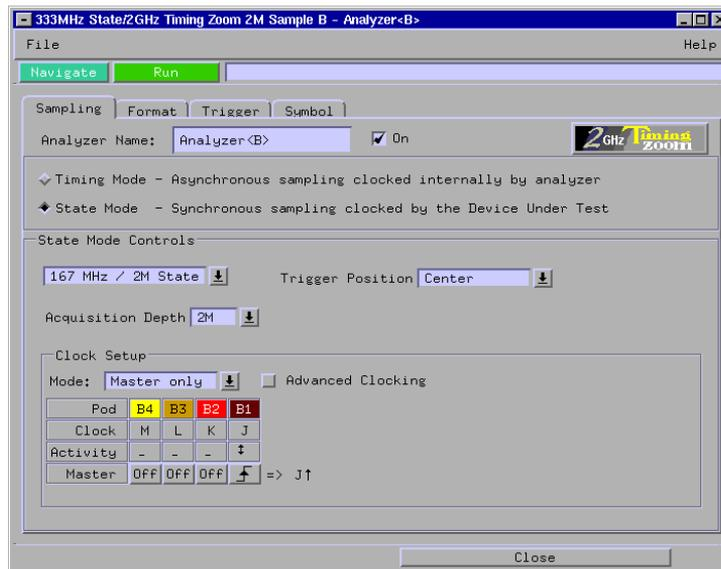 333MHz State/2GHz Timing Zoom 2M Sample B - Analyzer<B>
File Help
Navigate Run
Sampling Format Trigger Symbol
Analyzer Name: Analyzer<B> On 2GHz Timing Zoom
Timing Mode - Asynchronous sampling clocked internally by analyzer
State Mode - Synchronous sampling clocked by the Device Under Test
State Mode Controls
167 MHz / 2M State Trigger Position Center
Acquisition Depth 2M
Clock Setup
Mode: Master only Advanced Clocking
Pod B4 B3 B2 B1
Clock M L K J
Activity - - - ↕
Master Off Off Off => J↑
Close